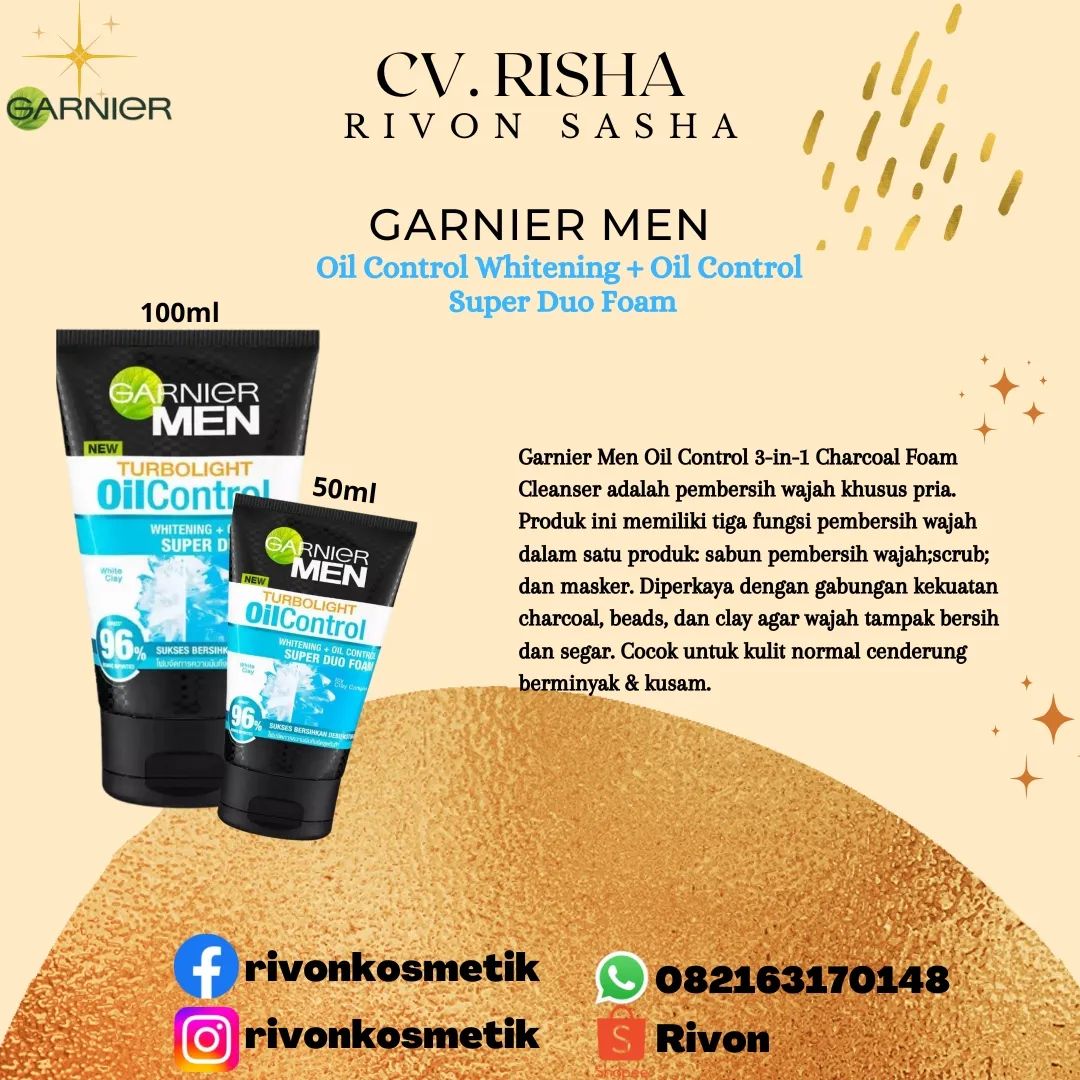 GARNIER
CV. RISHA
RIVON SASHA
GARNIER MEN
Oil Control Whitening + Oil Control
Super Duo Foam
100ml
GARNIER
MEN
NEW
TURBOLIGHT
OilControl
WHITENING +
SUPER
White
Clay
96%
SUKSES BERSIHK
50ml
GARNIER
MEN
NEW
TURBOLIGHT
OilControl
WHITENING + OIL CONTROL
SUPER DUO FOAM
White
Clay
96%
SUKSES BERSIHKAN
Garnier Men Oil Control 3-in-1 Charcoal Foam
Cleanser adalah pembersih wajah khusus pria.
Produk ini memiliki tiga fungsi pembersih wajah
dalam satu produk: sabun pembersih wajah;scrub;
dan masker. Diperkaya dengan gabungan kekuatan
charcoal, beads, dan clay agar wajah tampak bersih
dan segar. Cocok untuk kulit normal cenderung
berminyak & kusam.
rivonkosmetik
082163170148
rivonkosmetik
Rivon
Shopee